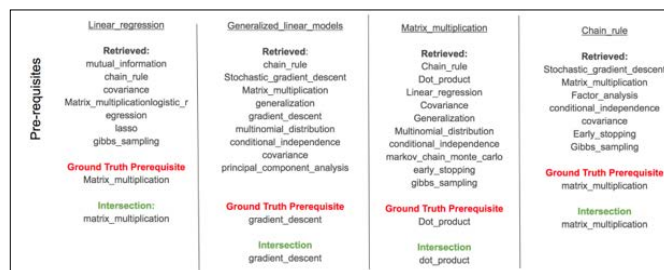 Pre-requisites
Linear_regression
Retrieved:
mutual_information
chain_rule
covariance
Matrix_multiplicationlogistic_r
egression
lasso
gibbs_sampling
Ground Truth Prerequisite
Matrix_multiplication
Intersection:
matrix_multiplication
Generalized_linear_models
Retrieved:
chain_rule
Stochastic_gradient_descent
Matrix_multiplication
generalization
gradient_descent
multinomial_distribution
conditional_independence
covariance
principal_component_analysis
Ground Truth Prerequisite
gradient_descent
Intersection
gradient_descent
Matrix_multiplication
Retrieved:
Chain_rule
Dot_product
Linear_regression
Covariance
Generalization
Multinomial_distribution
conditional_independence
markov_chain_monte_carlo
early_stopping
gibbs_sampling
Ground Truth Prerequisite
Dot_product
Intersection
dot_product
Chain_rule
Retrieved:
Stochastic_gradient_descent
Matrix_multiplication
Factor_analysis
conditional_independence
covariance
Early_stopping
Gibbs_sampling
Ground Truth Prerequisite
matrix_multiplication
Intersection
matrix_multiplication